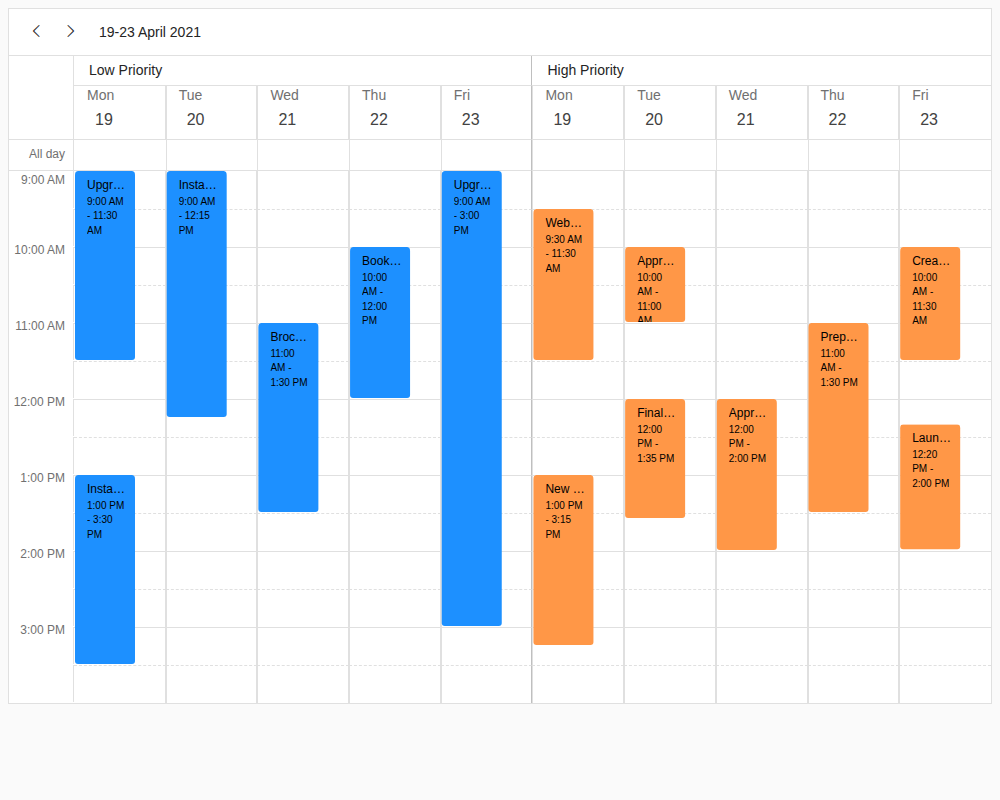 19-23 April 2021
Low Priority
High Priority
Mon
Tue
Wed
Thu
Fri
Mon
Tue
Wed
Thu
Fri
19
20
21
22
23
19
20
21
22
23
All day
9:00 AM
10:00 AM
11:00 AM
12:00 PM
1:00 PM
2:00 PM
3:00 PM
Upgr...
9:00 AM
- 11:30
AM
Insta...
1:00 PM
- 3:30
PM
Insta...
9:00 AM
- 12:15
PM
Broc...
11:00
AM -
1:30 PM
Book...
10:00
AM -
12:00
PM
Upgr...
9:00 AM
- 3:00
PM
Web...
9:30 AM
- 11:30
AM
New ...
1:00 PM
- 3:15
PM
Appr...
10:00
AM -
11:00
AM
Final...
12:00
PM -
1:35 PM
Appr...
12:00
PM -
2:00 PM
Prep...
11:00
AM -
1:30 PM
Crea...
10:00
AM -
11:30
AM
Laun...
12:20
PM -
2:00 PM